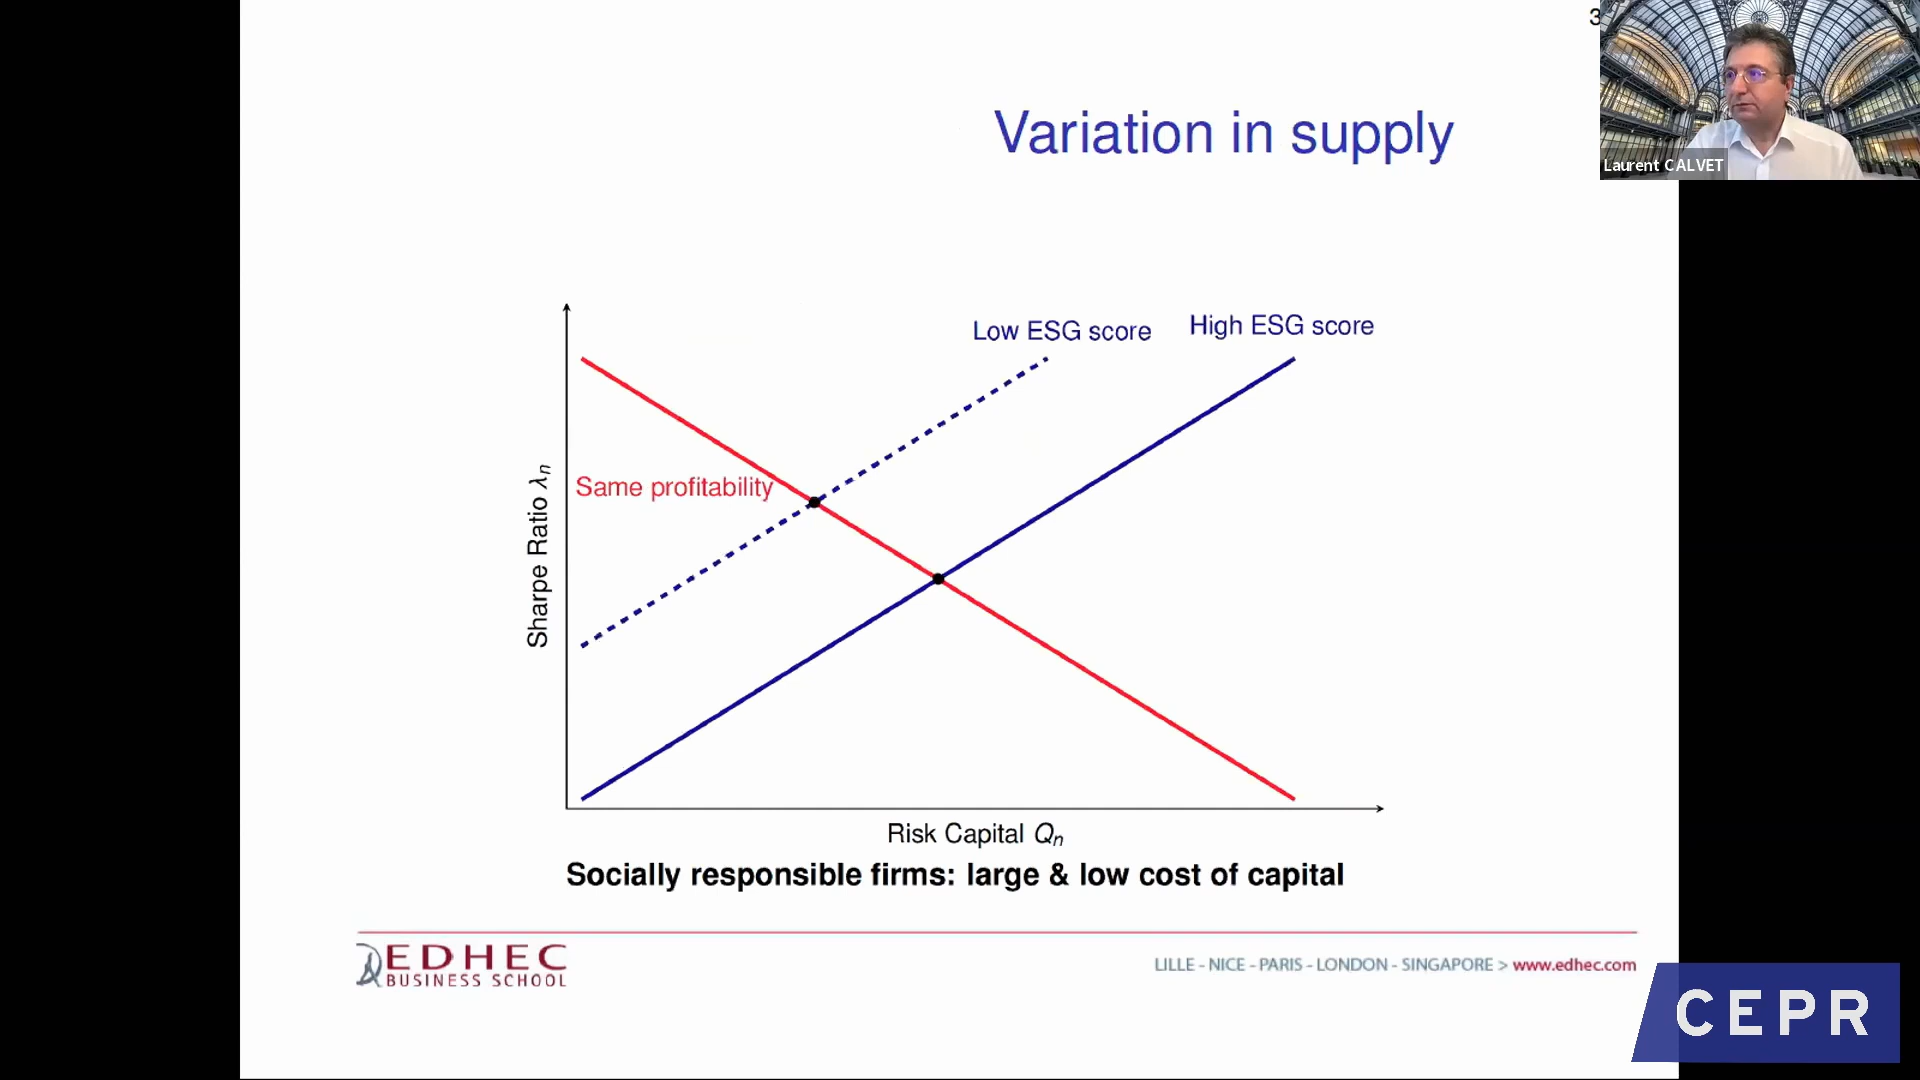 3
Laurent CALVET
Variation in supply
Low ESG score
High ESG score
Same profitability
Sharpe Ratio λn
Risk Capital Qn
Socially responsible firms: large & low cost of capital
EDHEC
BUSINESS SCHOOL
LILLE - NICE - PARIS - LONDON - SINGAPORE > www.edhec.com
CEPR